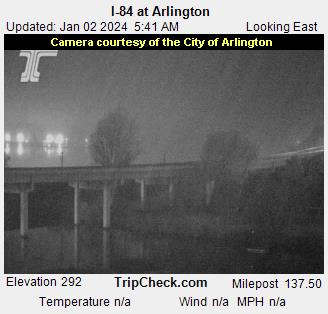 I-84 at Arlington
Updated: Jan 02 2024 5:41 AM Looking East
Camera courtesy of the City of Arlington
Elevation 292 TripCheck.com Milepost 137.50
Temperature n/a Wind n/a MPH n/a